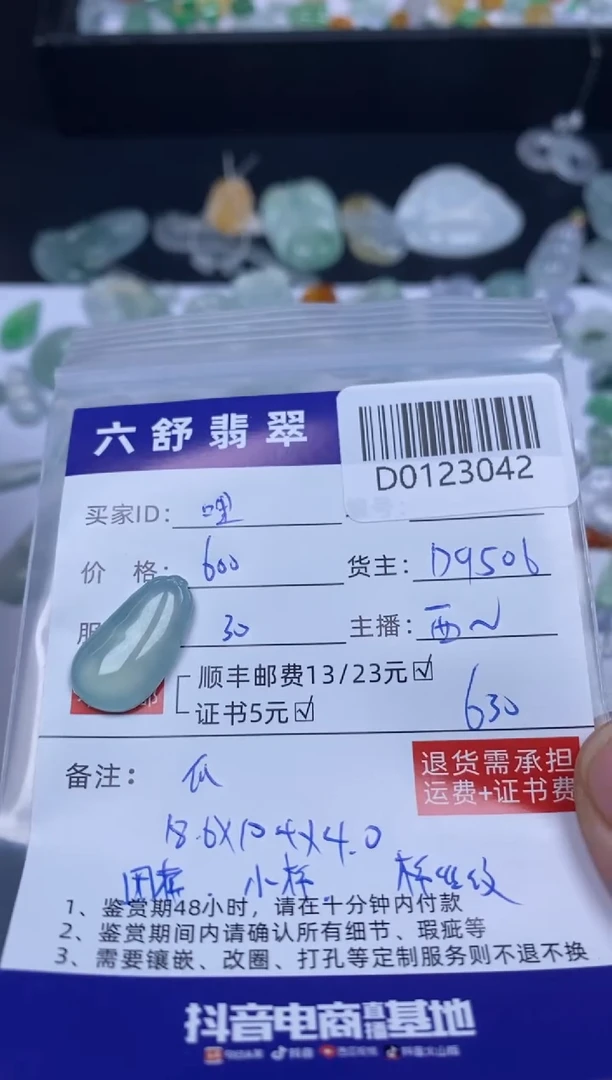 六舒翡翠
D0123042
买家ID: 哩
价 格: 600 货主: D9506
服 30 主播: 西~
顺丰邮费13/23元☑
证书5元☑ 630
备注: 瓜
退货需承担
运费+证书费
18.6X10.4X4.0
小标
1、鉴赏期48小时，请在十分钟内付款
2、鉴赏期间内请确认所有细节、瑕疵等
3、需要镶嵌、改圈、打孔等定制服务则不退不换
抖音电商直播基地
抖音